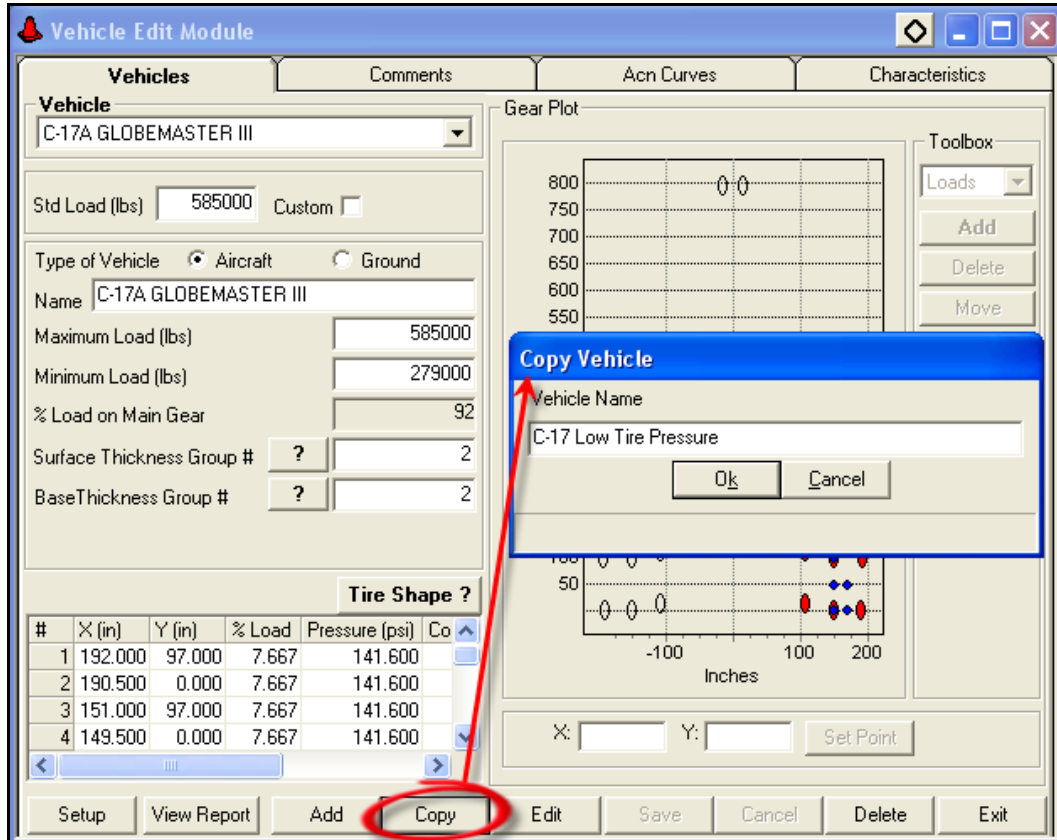 Vehicle Edit Module
Vehicles
Comments
Acn Curves
Characteristics
Vehicle
C-17A GLOBEMASTER III
Std Load (lbs) 585000 Custom
Type of Vehicle Aircraft Ground
Name C-17A GLOBEMASTER III
Maximum Load (lbs) 585000
Minimum Load (lbs) 279000
% Load on Main Gear 92
Surface Thickness Group # ? 2
BaseThickness Group # ? 2
Tire Shape ?
# X (in) Y (in) % Load Pressure (psi) Co
1 192.000 97.000 7.667 141.600
2 190.500 0.000 7.667 141.600
3 151.000 97.000 7.667 141.600
4 149.500 0.000 7.667 141.600
Gear Plot
800
750
700
650
600
550
100
50
-100 100 200
Inches
Toolbox
Loads
Add
Delete
Move
Copy Vehicle
Vehicle Name
C-17 Low Tire Pressure
Ok Cancel
X: Y: Set Point
Setup View Report Add Copy Edit Save Cancel Delete Exit